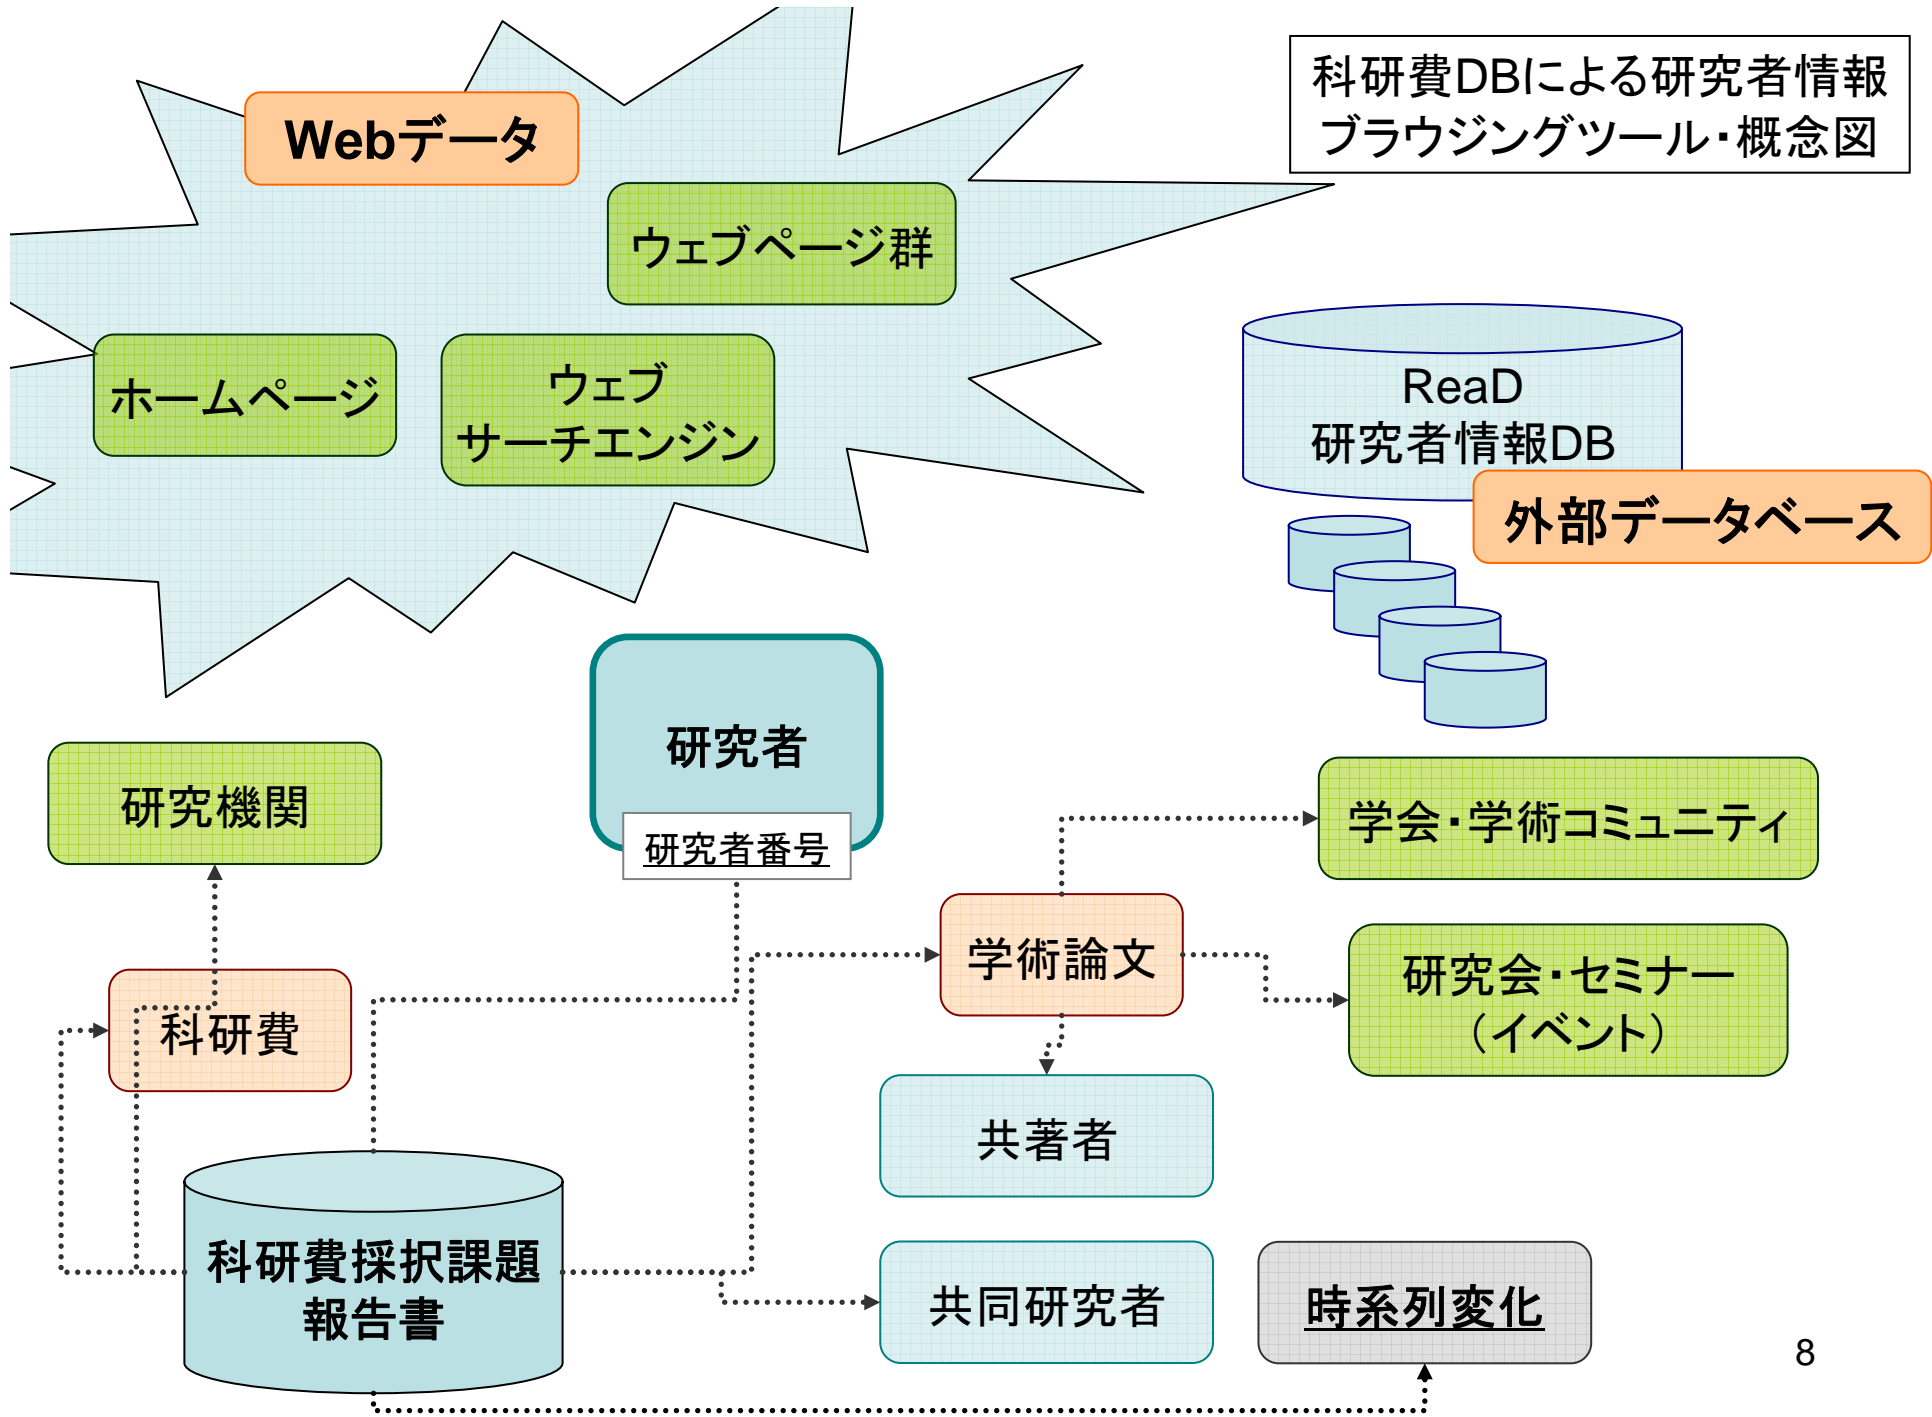 科研費DBによる研究者情報
ブラウジングツール・概念図
Webデータ
ウェブページ群
ホームページ
ウェブ
サーチエンジン
ReaD
研究者情報DB
外部データベース
研究者
研究者番号
研究機関
学会・学術コミュニティ
学術論文
研究会・セミナー
（イベント）
科研費
共著者
科研費採択課題
報告書
共同研究者
時系列変化
8